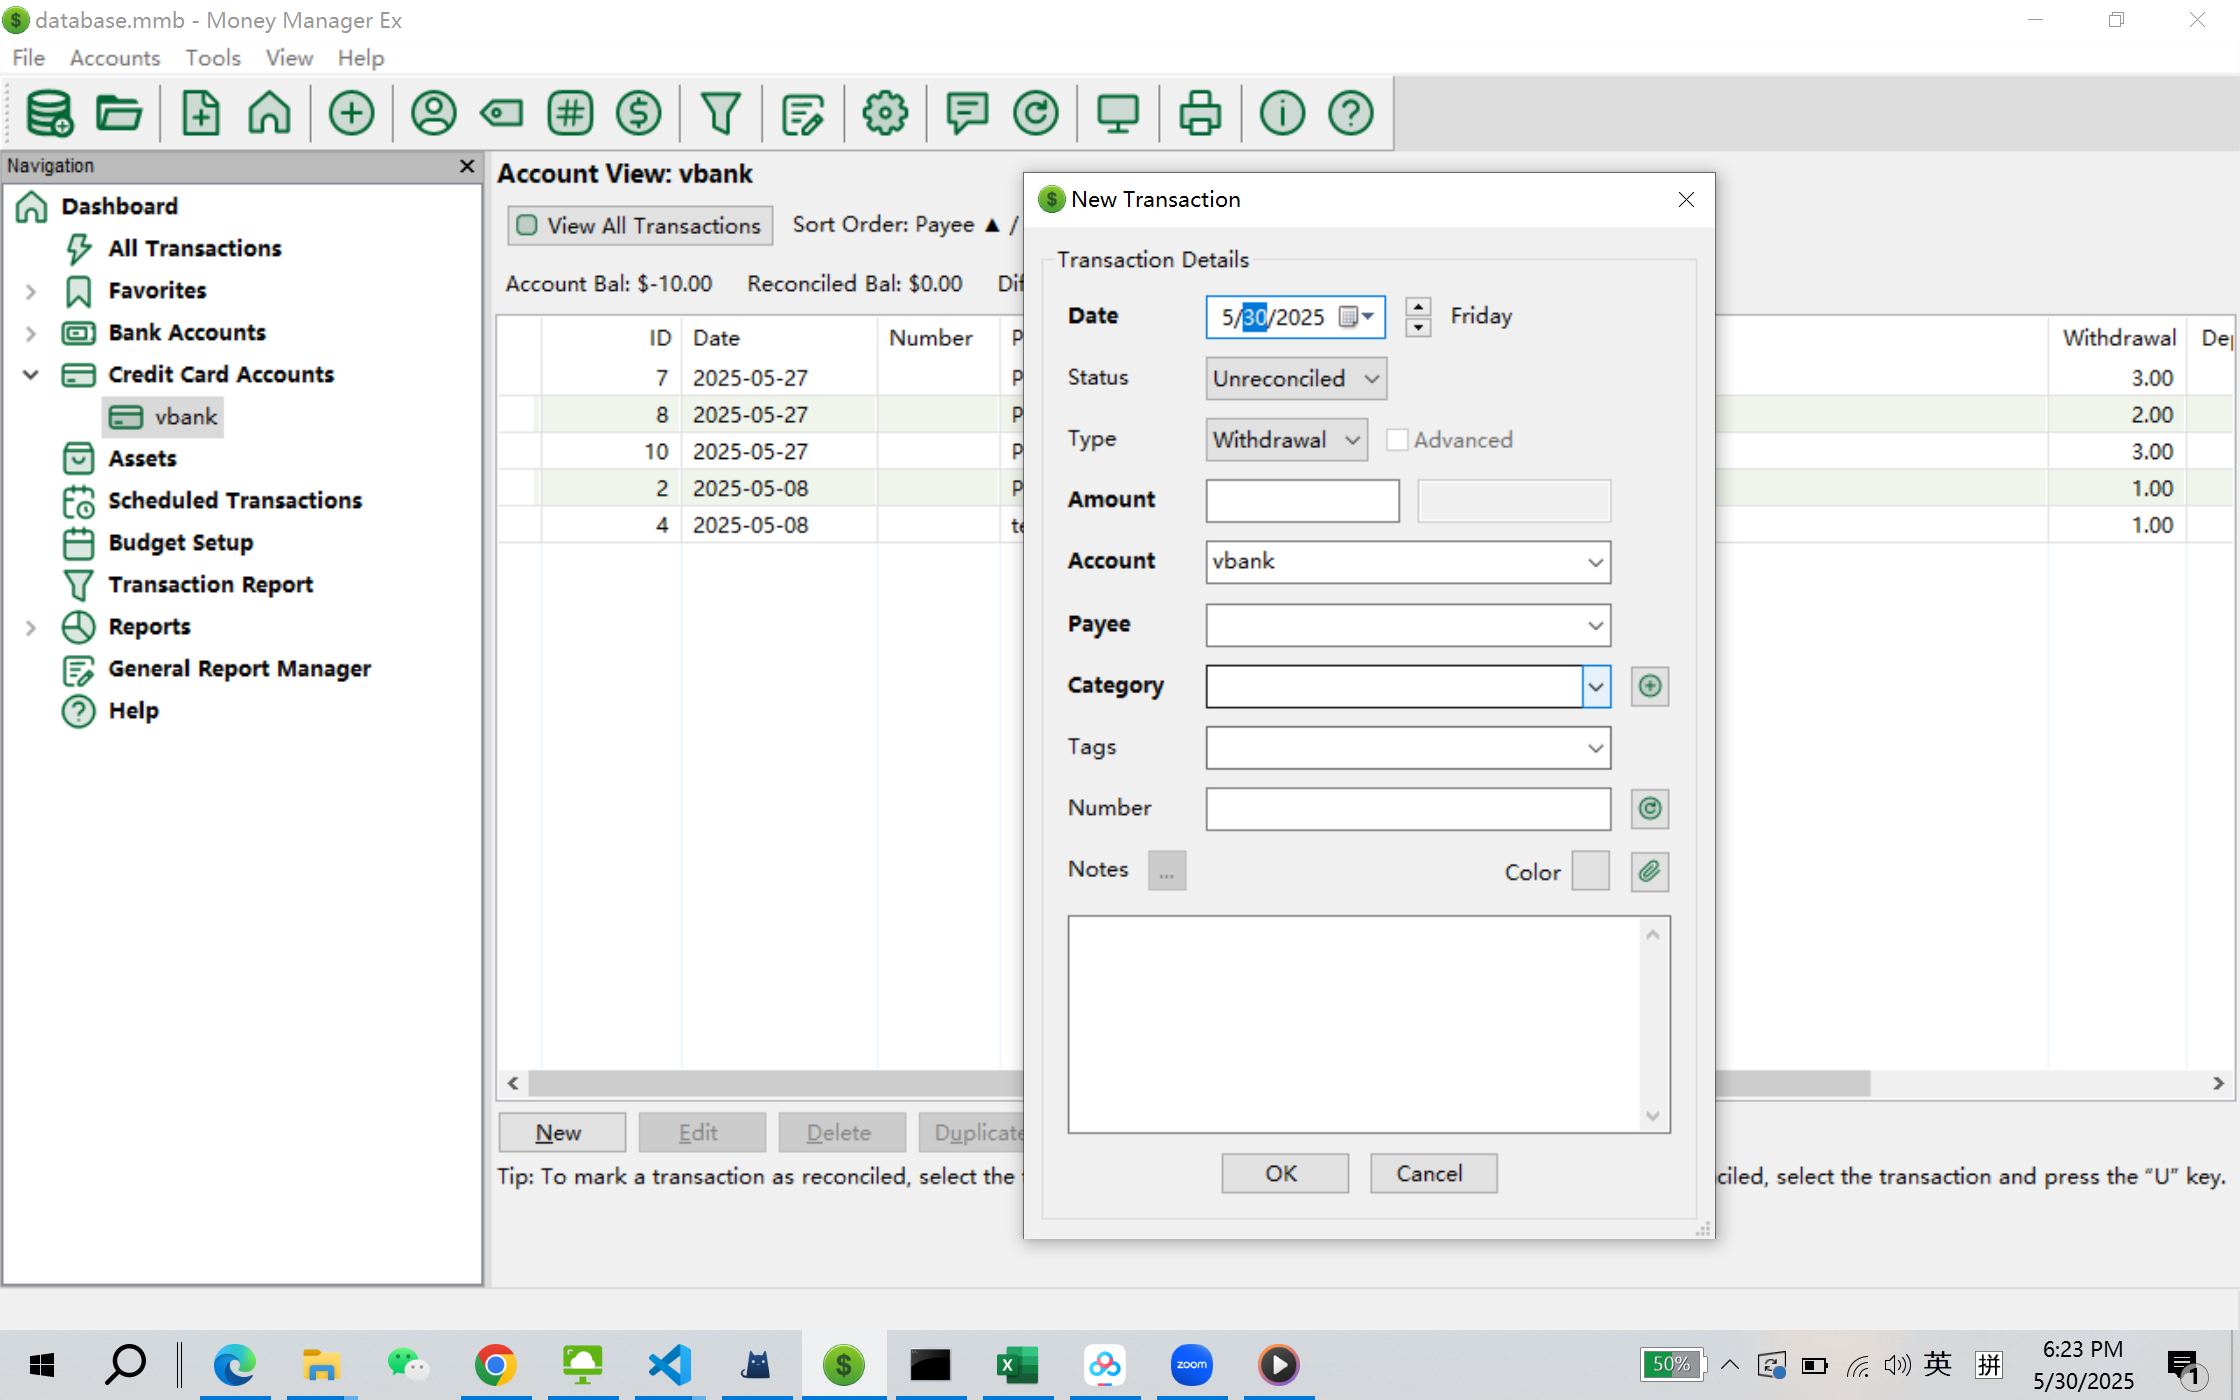 database.mmb - Money Manager Ex
File Accounts Tools View Help
Navigation
Dashboard
All Transactions
Favorites
Bank Accounts
Credit Card Accounts
vbank
Assets
Scheduled Transactions
Budget Setup
Transaction Report
Reports
General Report Manager
Help
Account View: vbank
View All Transactions Sort Order: Payee ▲ /
Account Bal: $-10.00 Reconciled Bal: $0.00
ID Date Number Withdrawal
7 2025-05-27 P 3.00
8 2025-05-27 P 2.00
10 2025-05-27 P 3.00
2 2025-05-08 P 1.00
4 2025-05-08 te 1.00
New Edit Delete Duplicate
Tip: To mark a transaction as reconciled, select the
ciled, select the transaction and press the “U” key.
New Transaction
Transaction Details
Date 5/30/2025 Friday
Status Unreconciled
Type Withdrawal Advanced
Amount
Account vbank
Payee
Category
Tags
Number
Notes ... Color
OK Cancel
zoom
50%
英 拼
6:23 PM
5/30/2025
1